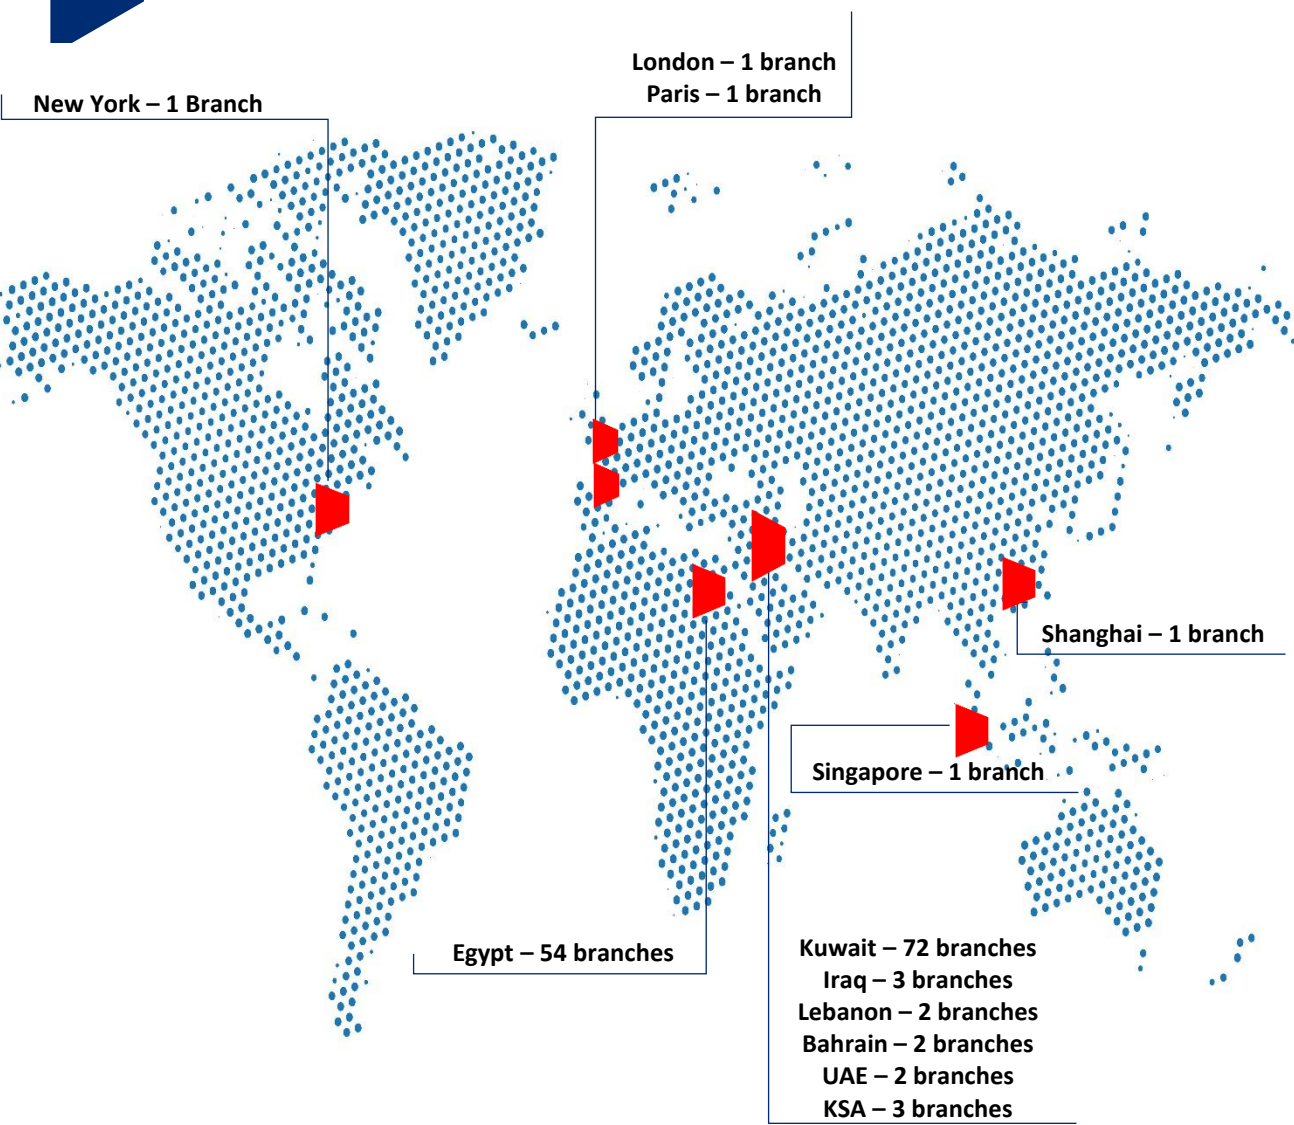 London – 1 branch
Paris – 1 branch
New York – 1 Branch
Shanghai – 1 branch
Singapore – 1 branch
Egypt – 54 branches
Kuwait – 72 branches
Iraq – 3 branches
Lebanon – 2 branches
Bahrain – 2 branches
UAE – 2 branches
KSA – 3 branches